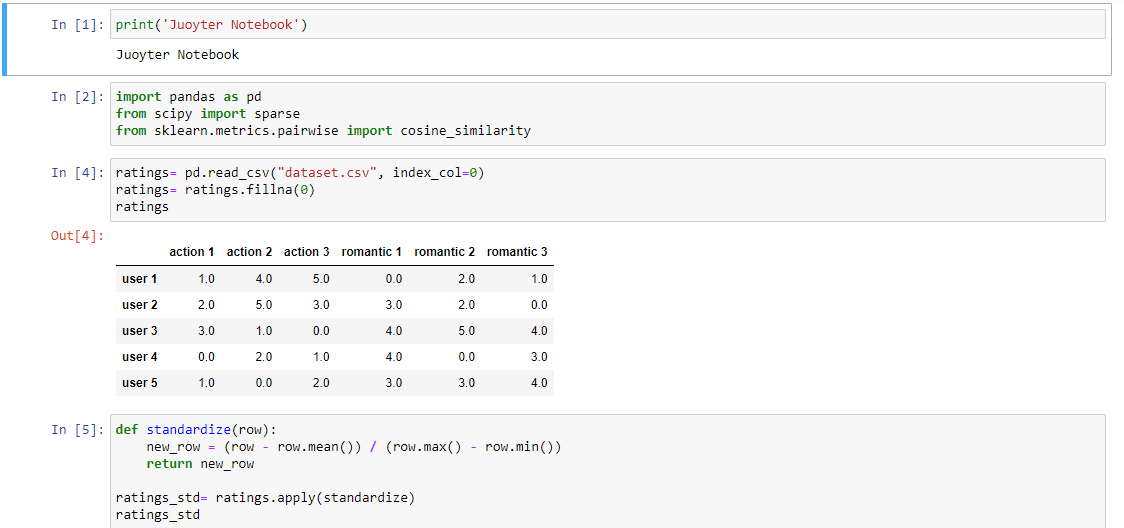 In [1]: print('Juoyter Notebook')
Juoyter Notebook
In [2]: import pandas as pd
from scipy import sparse
from sklearn.metrics.pairwise import cosine_similarity
In [4]: ratings= pd.read_csv("dataset.csv", index_col=0)
ratings= ratings.fillna(0)
ratings
Out[4]:
action 1 action 2 action 3 romantic 1 romantic 2 romantic 3
user 1 1.0 4.0 5.0 0.0 2.0 1.0
user 2 2.0 5.0 3.0 3.0 2.0 0.0
user 3 3.0 1.0 0.0 4.0 5.0 4.0
user 4 0.0 2.0 1.0 4.0 0.0 3.0
user 5 1.0 0.0 2.0 3.0 3.0 4.0
In [5]: def standardize(row):
    new_row = (row - row.mean()) / (row.max() - row.min())
    return new_row
ratings_std= ratings.apply(standardize)
ratings_std